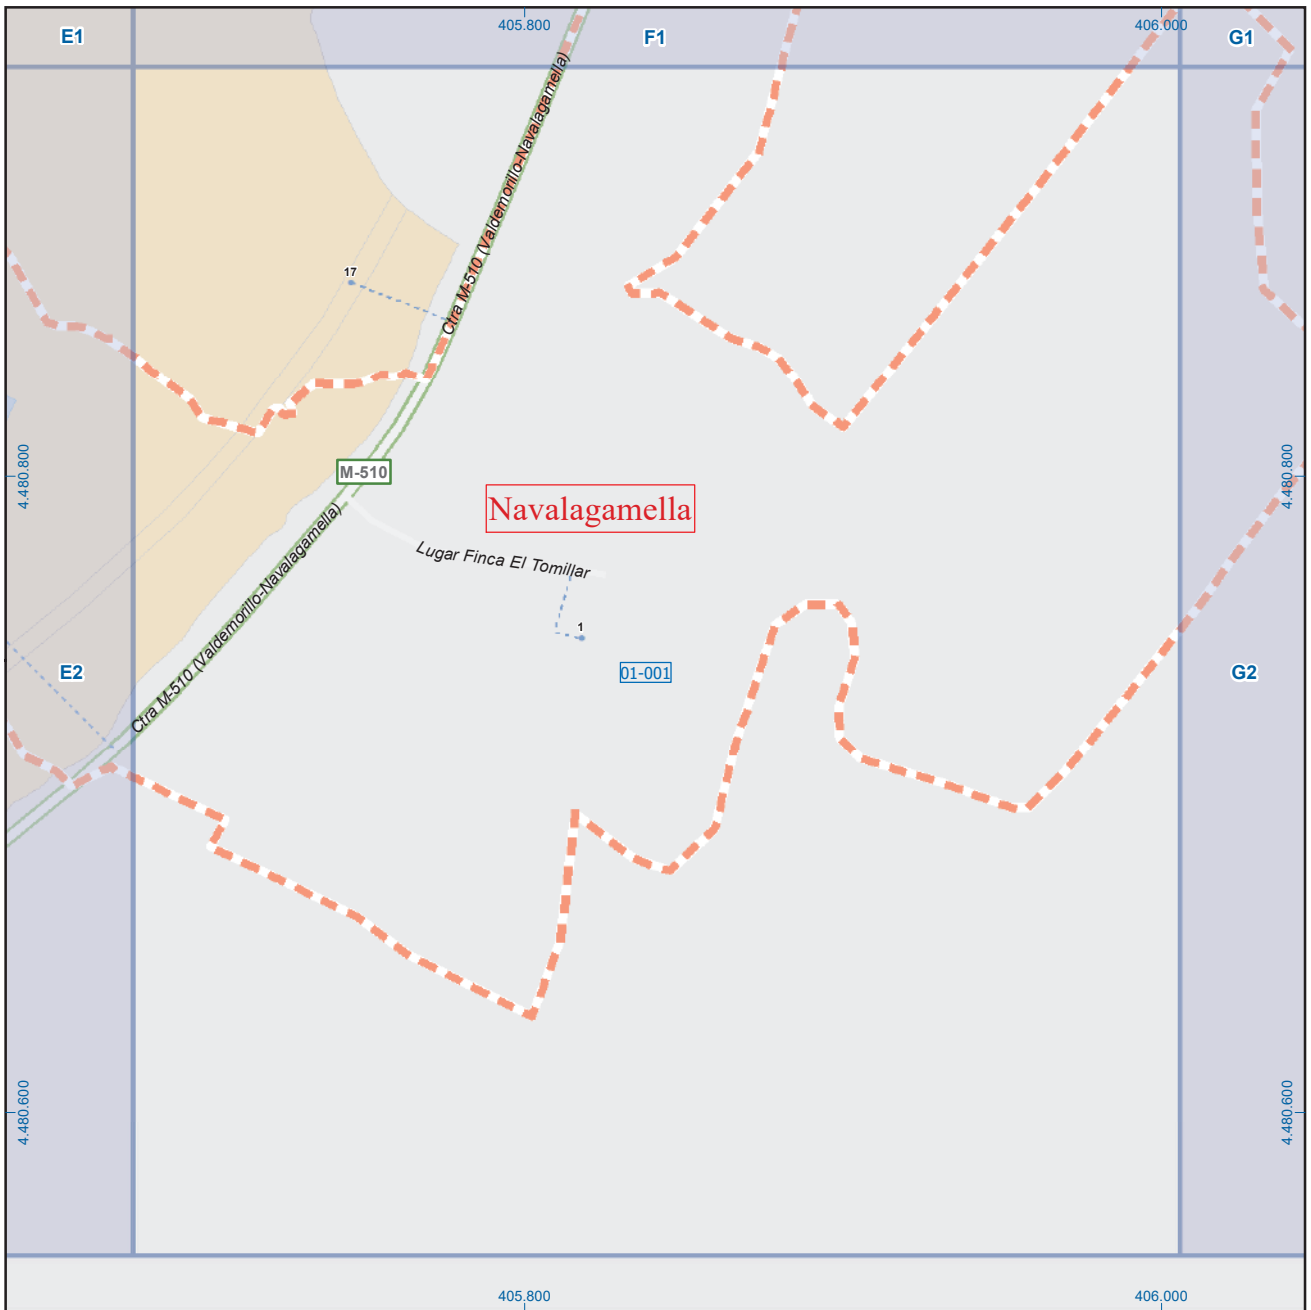 E1
405.800
F1
406.000
G1
Ctra M-510 (Valdemorillo-Navalagamella)
17
4.480.800
M-510
4.480.800
Navalagamella
Lugar Finca El Tomillar
Ctra M-510 (Valdemorillo-Navalagamella)
1
E2
01-001
G2
4.480.600
4.480.600
405.800
406.000